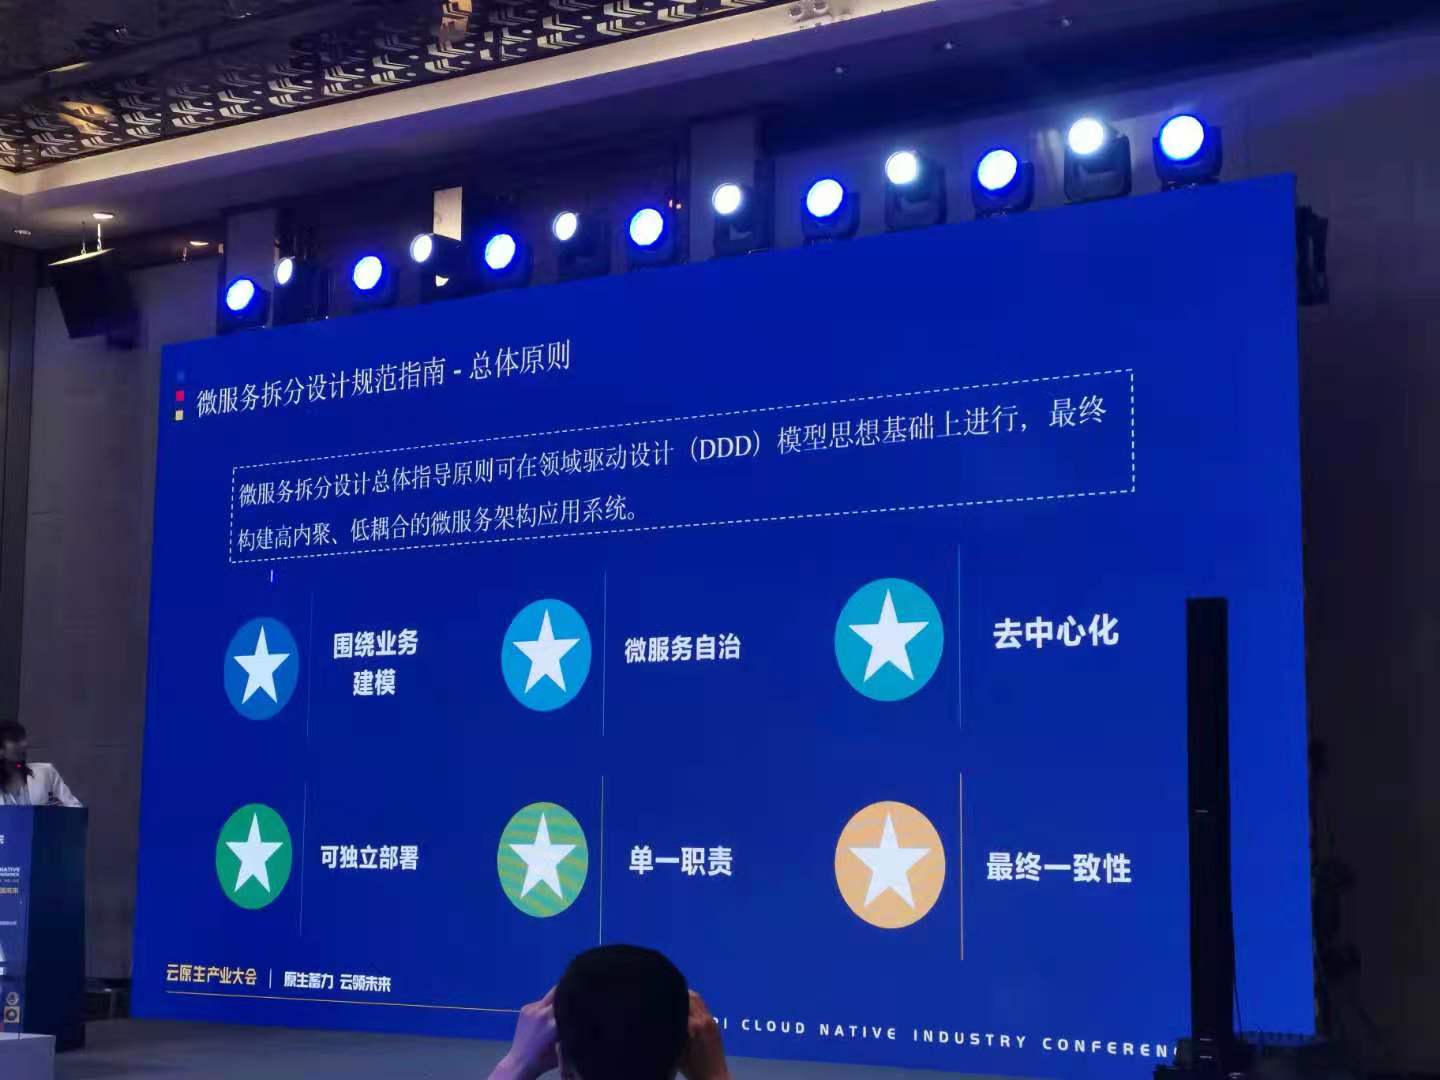 微服务拆分设计规范指南 - 总体原则
微服务拆分设计总体指导原则可在领域驱动设计（DDD）模型思想基础上进行，最终
构建高内聚、低耦合的微服务架构应用系统。
围绕业务
建模
微服务自治
去中心化
可独立部署
单一职责
最终一致性
云原生产业大会 | 原生蓄力 云领未来
CLOUD NATIVE INDUSTRY